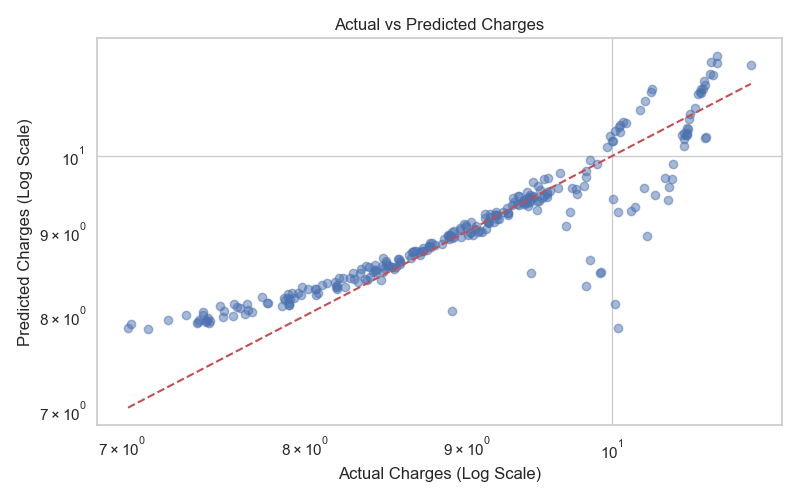 Actual vs Predicted Charges
Predicted Charges (Log Scale)
10¹
9 × 10⁰
8 × 10⁰
7 × 10⁰
7 × 10⁰ 8 × 10⁰ 9 × 10⁰ 10¹
Actual Charges (Log Scale)